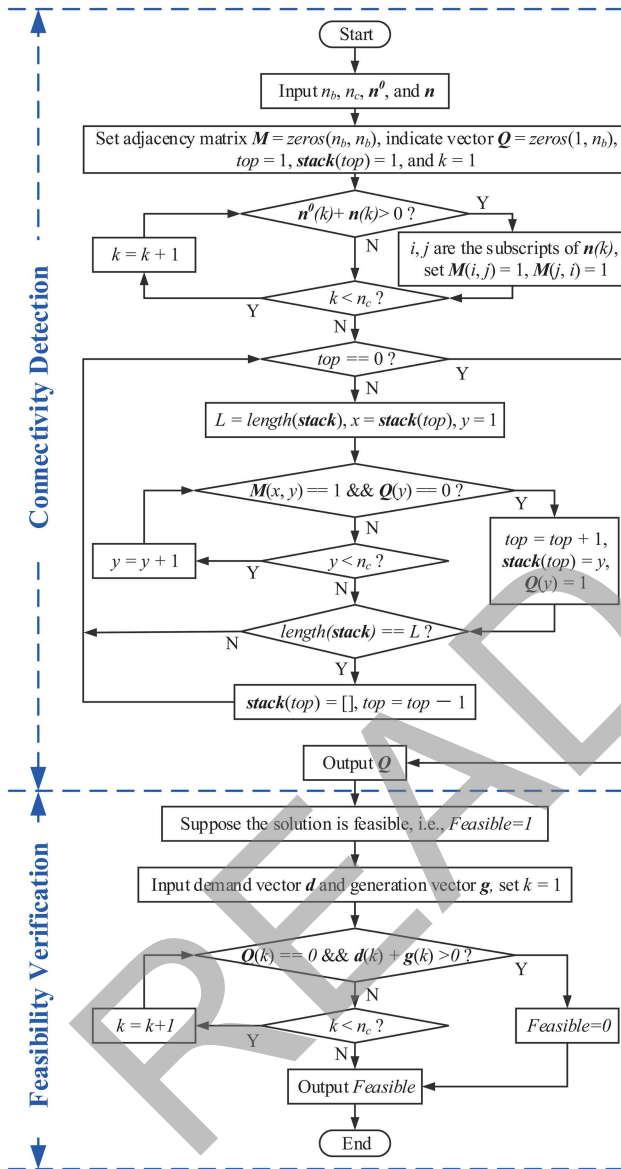 Start
Input n_b, n_c, n^0, and n
Set adjacency matrix M = zeros(n_b, n_b), indicate vector Q = zeros(1, n_b),
top = 1, stack(top) = 1, and k = 1
n^0(k)+ n(k)> 0 ?
Y
N
k = k + 1
i, j are the subscripts of n(k),
set M(i, j) = 1, M(j, i) = 1
k < n_c ?
Y
N
top == 0 ?
Y
N
L = length(stack), x = stack(top), y = 1
M(x, y) == 1 && Q(y) == 0 ?
Y
N
y = y + 1
y < n_c ?
Y
N
top = top + 1,
stack(top) = y,
Q(y) = 1
length(stack) == L ?
N
Y
stack(top) = [], top = top − 1
Output Q
Connectivity Detection
Suppose the solution is feasible, i.e., Feasible=1
Input demand vector d and generation vector g, set k = 1
Q(k) == 0 && d(k) + g(k) >0 ?
Y
N
k = k+1
k < n_c ?
Y
N
Feasible=0
Output Feasible
End
Feasibility Verification
READ